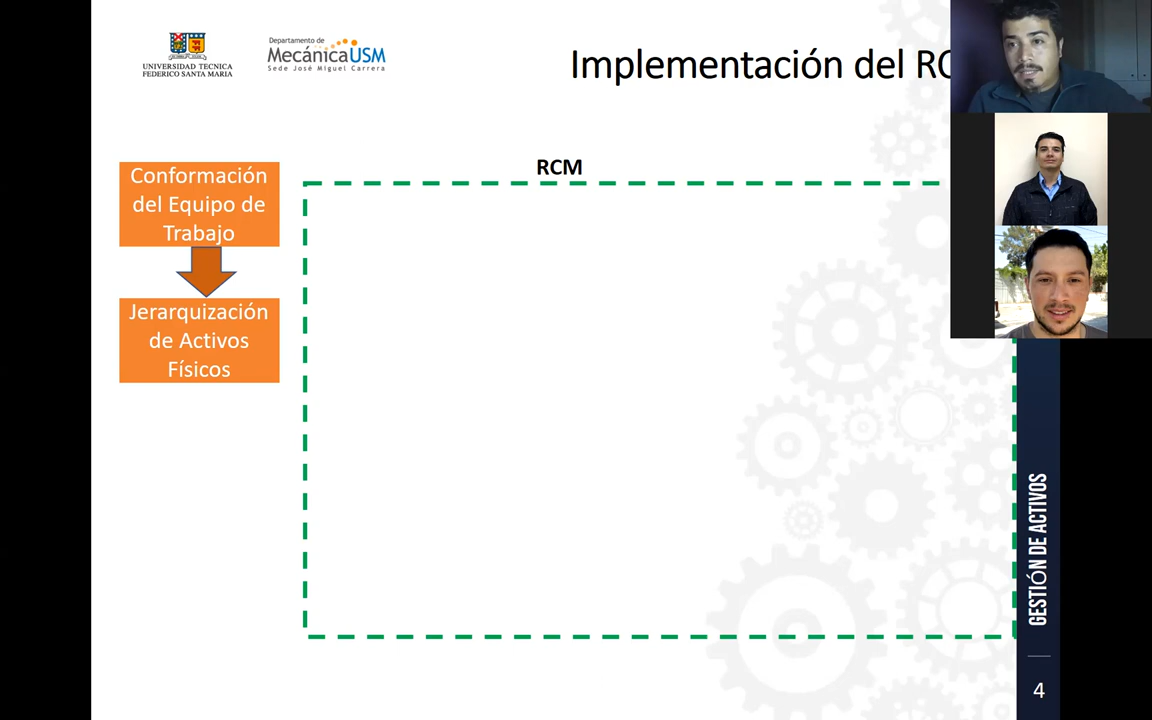 UNIVERSIDAD TECNICA
FEDERICO SANTA MARIA
Departamento de
MecánicaUSM
Sede José Miguel Carrera
Implementación del RC
RCM
Conformación
del Equipo de
Trabajo
Jerarquización
de Activos
Físicos
GESTIÓN DE ACTIVOS
4